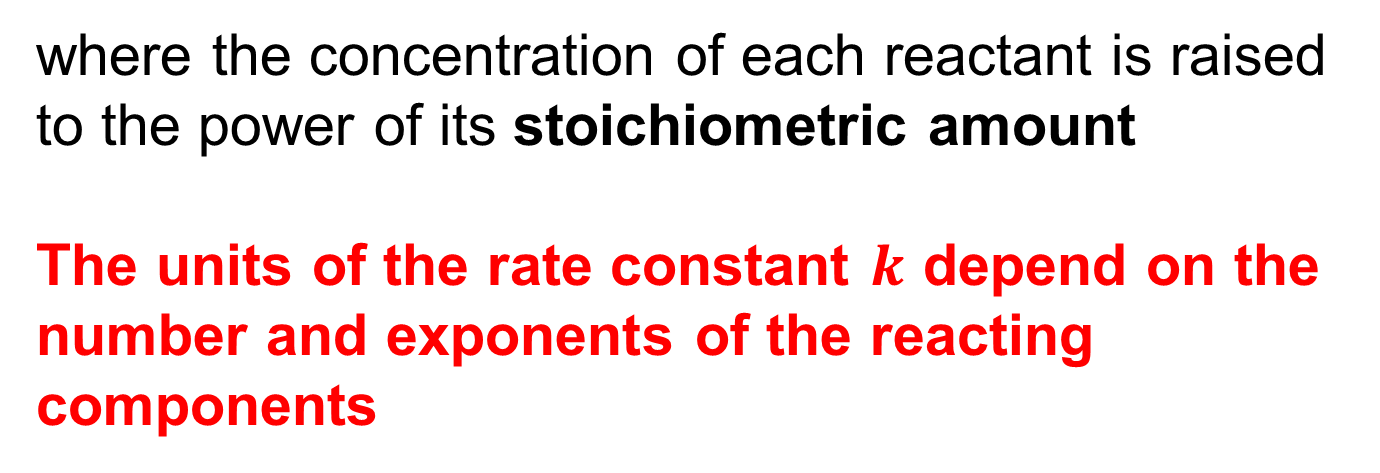 where the concentration of each reactant is raised
to the power of its stoichiometric amount
The units of the rate constant k depend on the
number and exponents of the reacting
components